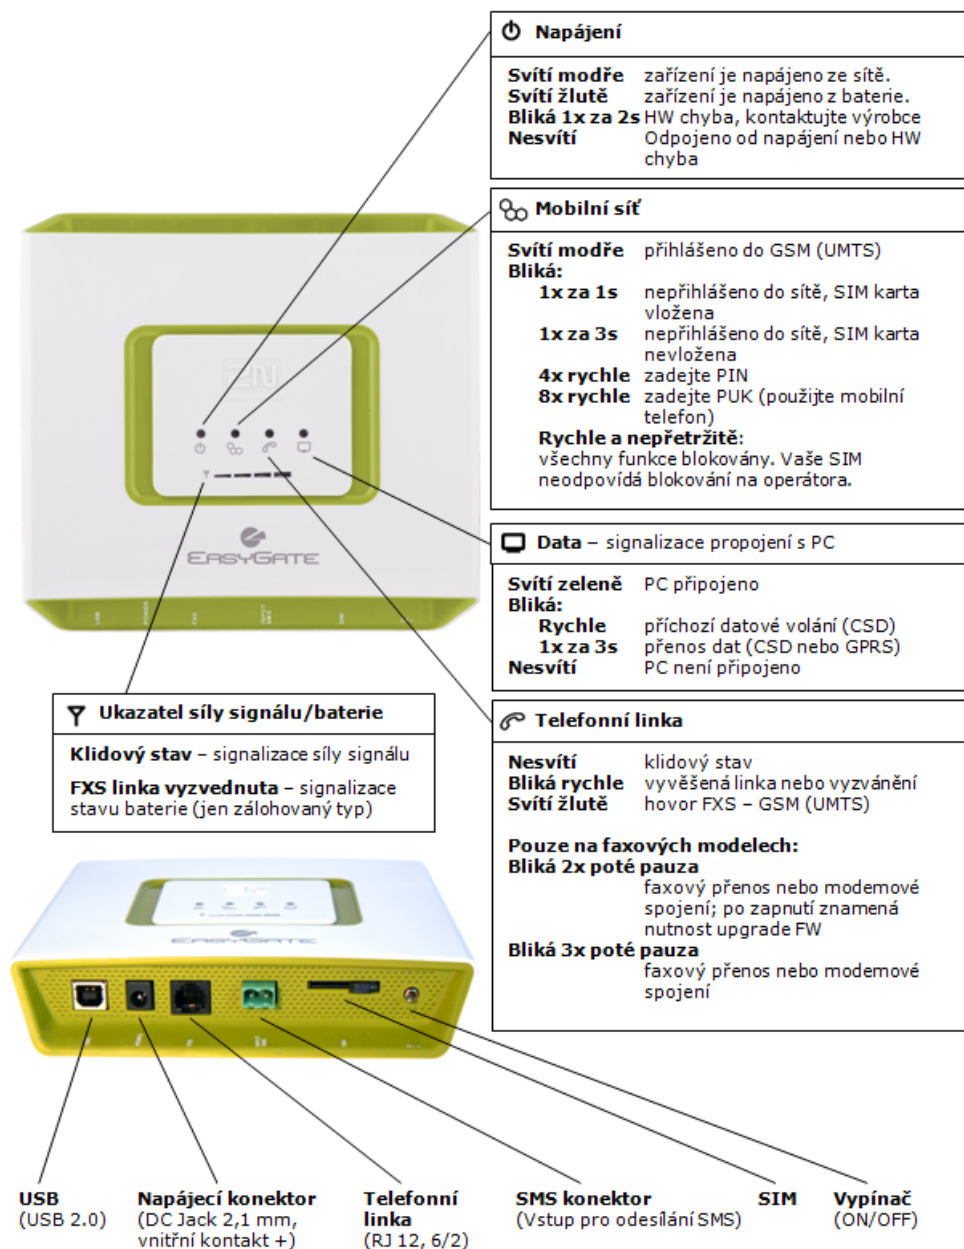 Napájení
Svítí modře zařízení je napájeno ze sítě.
Svítí žlutě zařízení je napájeno z baterie.
Bliká 1x za 2s HW chyba, kontaktujte výrobce
Nesvítí Odpojeno od napájení nebo HW
chyba
Mobilní síť
Svítí modře přihlášeno do GSM (UMTS)
Bliká:
1x za 1s nepřihlášeno do sítě, SIM karta
vložena
1x za 3s nepřihlášeno do sítě, SIM karta
nevložena
4x rychle zadejte PIN
8x rychle zadejte PUK (použijte mobilní
telefon)
Rychle a nepřetržitě:
všechny funkce blokovány. Vaše SIM
neodpovídá blokování na operátora.
2N
EASYGATE
USB
POWER
FXS
INPUT
SMS
SIM
Data – signalizace propojení s PC
Svítí zeleně PC připojeno
Bliká:
Rychle příchozí datové volání (CSD)
1x za 3s přenos dat (CSD nebo GPRS)
Nesvítí PC není připojeno
Ukazatel síly signálu/baterie
Klidový stav – signalizace síly signálu
FXS linka vyzvednuta – signalizace
stavu baterie (jen zálohovaný typ)
Telefonní linka
Nesvítí klidový stav
Bliká rychle vyvěšená linka nebo vyzvánění
Svítí žlutě hovor FXS – GSM (UMTS)
Pouze na faxových modelech:
Bliká 2x poté pauza
faxový přenos nebo modemové
spojení; po zapnutí znamená
nutnost upgrade FW
Bliká 3x poté pauza
faxový přenos nebo modemové
spojení
EASYGATE
USB
(USB 2.0)
Napájecí konektor
(DC Jack 2,1 mm,
vnitřní kontakt +)
Telefonní
linka
(RJ 12, 6/2)
SMS konektor
(Vstup pro odesílání SMS)
SIM
Vypínač
(ON/OFF)